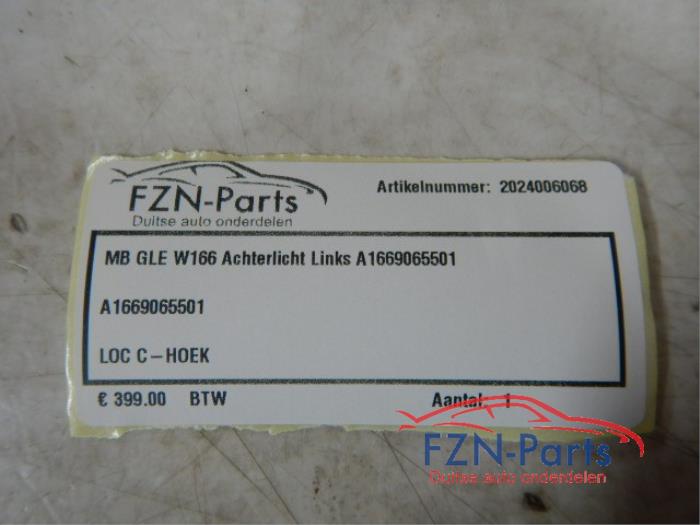 FZN-Parts
Duitse auto onderdelen
Artikelnummer: 2024006068
MB GLE W166 Achterlicht Links A1669065501
A1669065501
LOC C-HOEK
€ 399.00 BTW
Aantal: 1
FZN-Parts
Duitse auto onderdelen